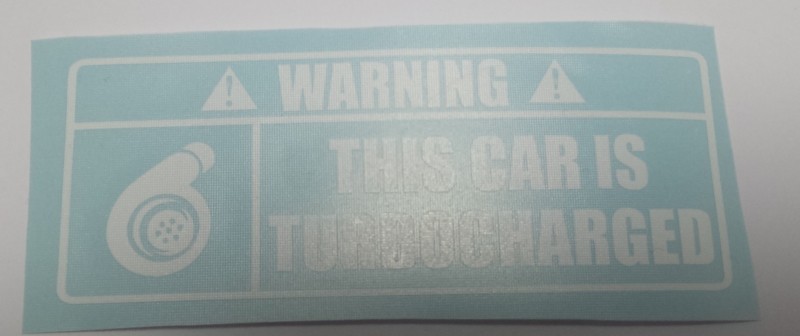 WARNING
THIS CAR IS
TURBOCHARGED